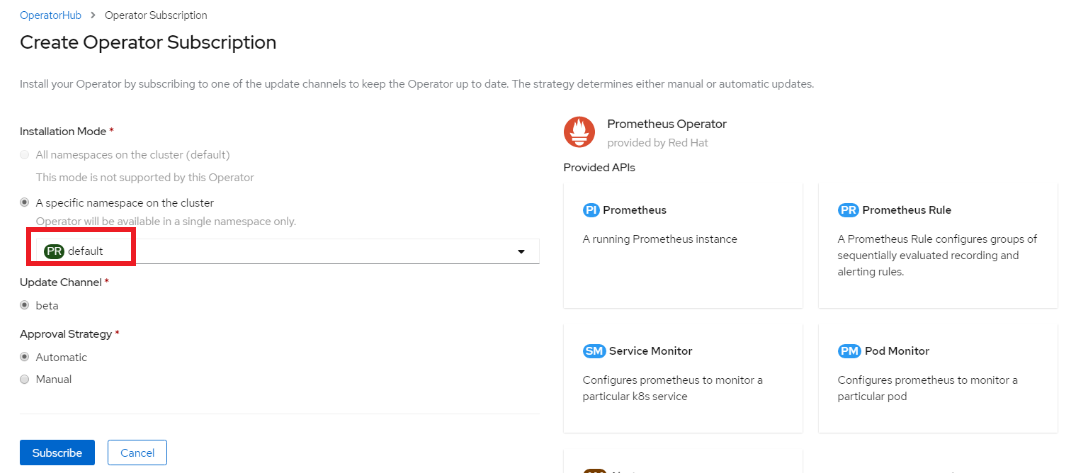 OperatorHub > Operator Subscription
Create Operator Subscription
Install your Operator by subscribing to one of the update channels to keep the Operator up to date. The strategy determines either manual or automatic updates.
Installation Mode *
All namespaces on the cluster (default)
This mode is not supported by this Operator
A specific namespace on the cluster
Operator will be available in a single namespace only.
PR default
Update Channel *
beta
Approval Strategy *
Automatic
Manual
Subscribe Cancel
Prometheus Operator
provided by Red Hat
Provided APIs
PI Prometheus
A running Prometheus instance
PR Prometheus Rule
A Prometheus Rule configures groups of
sequentially evaluated recording and
alerting rules.
SM Service Monitor
Configures prometheus to monitor a
particular k8s service
PM Pod Monitor
Configures prometheus to monitor a
particular pod